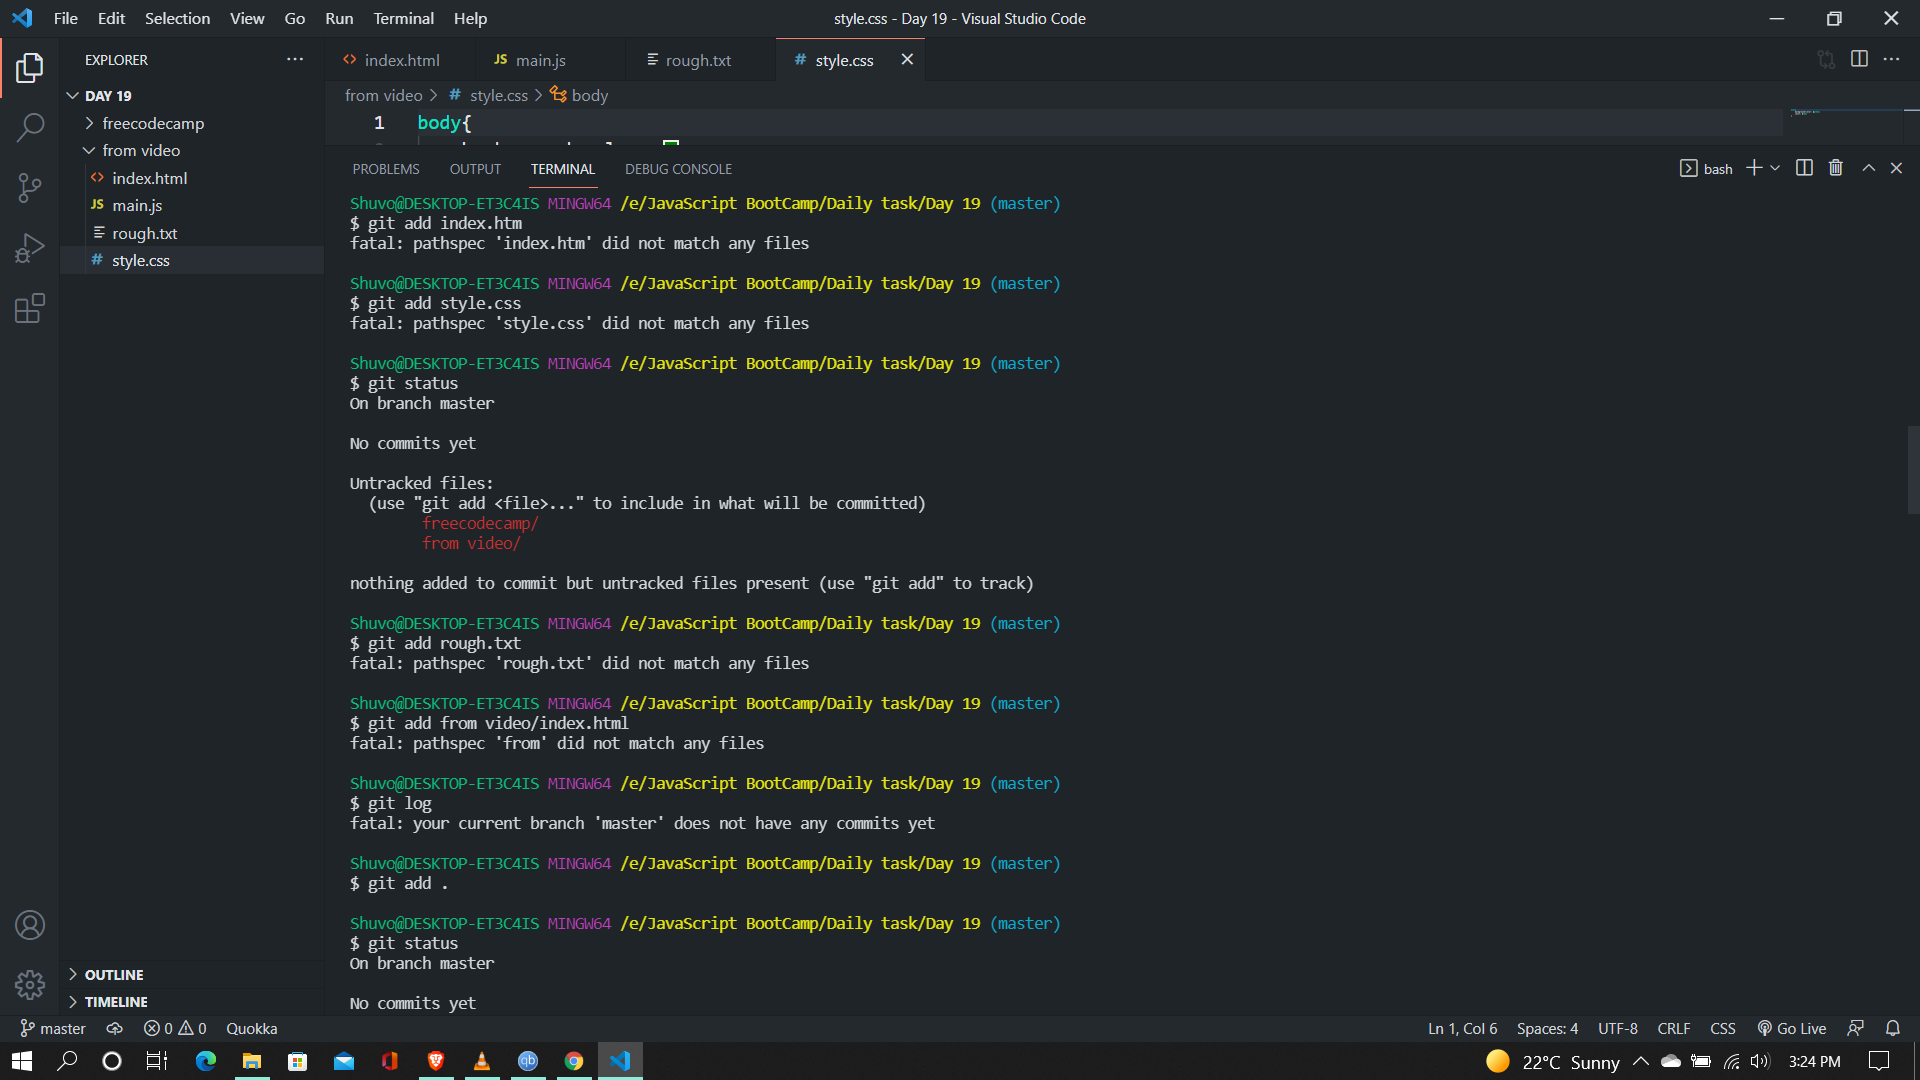 File Edit Selection View Go Run Terminal Help style.css - Day 19 - Visual Studio Code
EXPLORER
DAY 19
freecodecamp
from video
index.html
JS main.js
rough.txt
# style.css
OUTLINE
TIMELINE
index.html JS main.js rough.txt # style.css
from video > # style.css > body
1 body{
PROBLEMS OUTPUT TERMINAL DEBUG CONSOLE bash
Shuvo@DESKTOP-ET3C4IS MINGW64 /e/JavaScript BootCamp/Daily task/Day 19 (master)
$ git add index.htm
fatal: pathspec 'index.htm' did not match any files
Shuvo@DESKTOP-ET3C4IS MINGW64 /e/JavaScript BootCamp/Daily task/Day 19 (master)
$ git add style.css
fatal: pathspec 'style.css' did not match any files
Shuvo@DESKTOP-ET3C4IS MINGW64 /e/JavaScript BootCamp/Daily task/Day 19 (master)
$ git status
On branch master
No commits yet
Untracked files:
(use "git add <file>..." to include in what will be committed)
freecodecamp/
from video/
nothing added to commit but untracked files present (use "git add" to track)
Shuvo@DESKTOP-ET3C4IS MINGW64 /e/JavaScript BootCamp/Daily task/Day 19 (master)
$ git add rough.txt
fatal: pathspec 'rough.txt' did not match any files
Shuvo@DESKTOP-ET3C4IS MINGW64 /e/JavaScript BootCamp/Daily task/Day 19 (master)
$ git add from video/index.html
fatal: pathspec 'from' did not match any files
Shuvo@DESKTOP-ET3C4IS MINGW64 /e/JavaScript BootCamp/Daily task/Day 19 (master)
$ git log
fatal: your current branch 'master' does not have any commits yet
Shuvo@DESKTOP-ET3C4IS MINGW64 /e/JavaScript BootCamp/Daily task/Day 19 (master)
$ git add .
Shuvo@DESKTOP-ET3C4IS MINGW64 /e/JavaScript BootCamp/Daily task/Day 19 (master)
$ git status
On branch master
No commits yet
master 0 0 Quokka Ln 1, Col 6 Spaces: 4 UTF-8 CRLF CSS Go Live
qb 22°C Sunny 3:24 PM